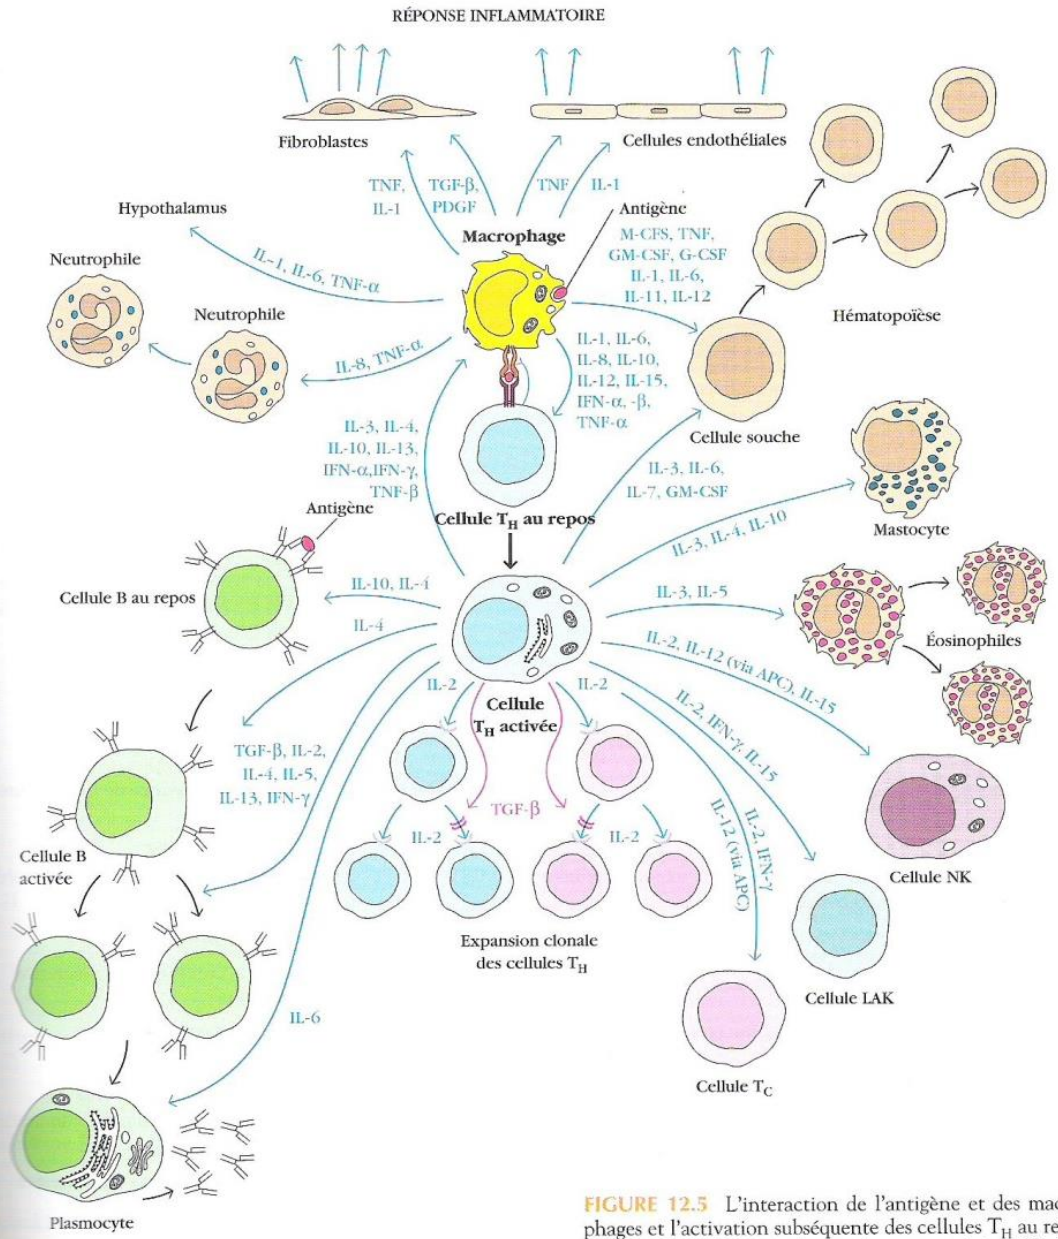 RÉPONSE INFLAMMATOIRE
Fibroblastes
Cellules endothéliales
TNF,
IL-1
TGF-β,
PDGF
TNF
IL-1
Hypothalamus
Macrophage
Antigène
M-CFS, TNF,
GM-CSF, G-CSF
IL-1, IL-6,
IL-11, IL-12
IL-1, IL-6, TNF-α
Neutrophile
Neutrophile
Hématopoïèse
IL-8, TNF-α
IL-1, IL-6,
IL-8, IL-10,
IL-12, IL-15,
IFN-α, -β,
TNF-α
Cellule souche
IL-3, IL-4,
IL-10, IL-13,
IFN-α,IFN-γ,
TNF-β
IL-3, IL-6,
IL-7, GM-CSF
Antigène
Cellule TH au repos
Mastocyte
IL-3, IL-4, IL-10
Cellule B au repos
IL-10, IL-4
IL-3, IL-5
IL-4
Éosinophiles
IL-2, IL-12 (via APC), IL-15
IL-2
Cellule
TH activée
IL-2
IL-2, IFN-γ, IL-15
TGF-β, IL-2,
IL-4, IL-5,
IL-13, IFN-γ
TGF-β
IL-2
IL-2
IL-2, IFN-γ
IL-12 (via APC)
Cellule B
activée
Cellule NK
Expansion clonale
des cellules TH
Cellule LAK
IL-6
Cellule TC
Plasmocyte
FIGURE 12.5 L'interaction de l'antigène et des mac
phages et l'activation subséquente des cellules TH au re